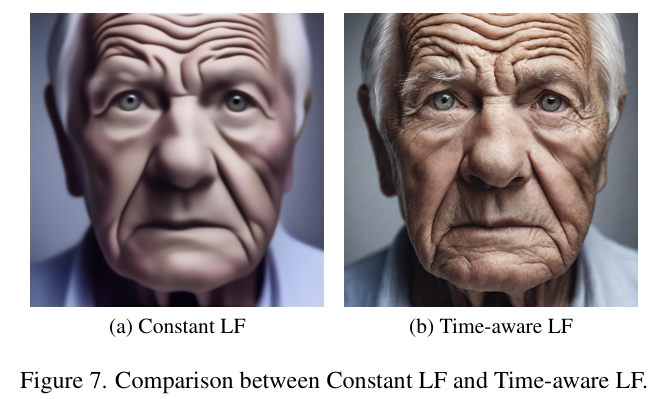 (a) Constant LF
(b) Time-aware LF
Figure 7. Comparison between Constant LF and Time-aware LF.